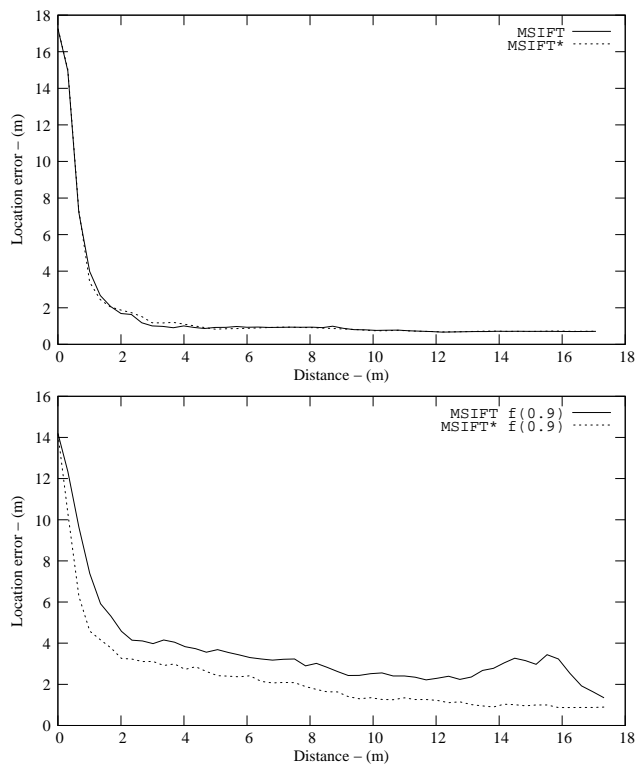 18
16
14
12
10
8
6
4
2
0
Location error – (m)
MSIFT
MSIFT*
0 2 4 6 8 10 12 14 16 18
Distance – (m)
16
14
12
10
8
6
4
2
0
Location error – (m)
MSIFT f(0.9)
MSIFT* f(0.9)
0 2 4 6 8 10 12 14 16 18
Distance – (m)